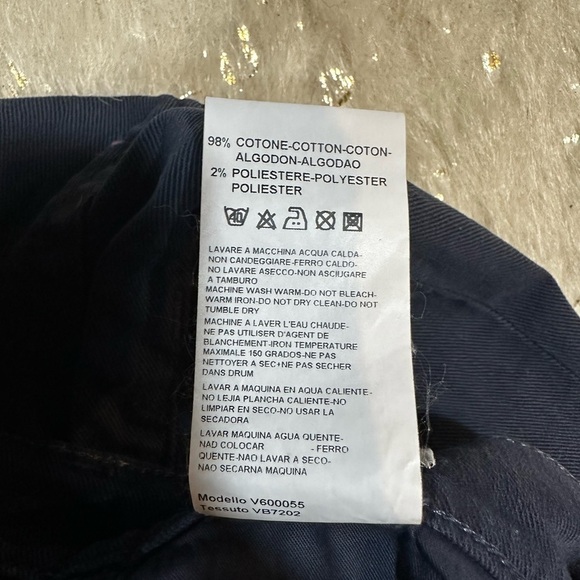 98% COTONE-COTTON-COTON-
ALGODON-ALGODAO
2% POLIESTERE-POLYESTER
POLIESTER
40
LAVARE A MACCHINA ACQUA CALDA-
NON CANDEGGIARE-FERRO CALDO-
NO LAVARE ASECCO-NON ASCIUGARE
A TAMBURO
MACHINE WASH WARM-DO NOT BLEACH-
WARM IRON-DO NOT DRY CLEAN-DO NOT
TUMBLE DRY
MACHINE A LAVER L'EAU CHAUDE-
NE PAS UTILISER D'AGENT DE
BLANCHEMENT-IRON TEMPERATURE
MAXIMALE 150 GRADOS-NE PAS
NETTOYER A SEC+NE PAS SECHER
DANS DRUM
LAVAR A MAQUINA EN AQUA CALIENTE-
NO LEJIA PLANCHA CALIENTE-NO
LIMPIAR EN SECO-NO USAR LA
SECADORA
LAVAR MAQUINA AGUA QUENTE-
NAD COLOCAR -FERRO
QUENTE-NAO LAVAR A SECO-
NAO SECARNA MAQUINA
Modello V600055
Tessuto VB7202